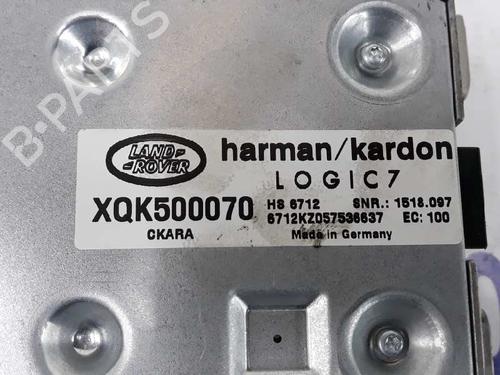 B-PARTS
LAND-
ROVER
harman/kardon
LOGIC7
XQK500070
HS 6712 SNR.: 1518.097
6712KZ057536637 EC: 100
CKARA
Made in Germany